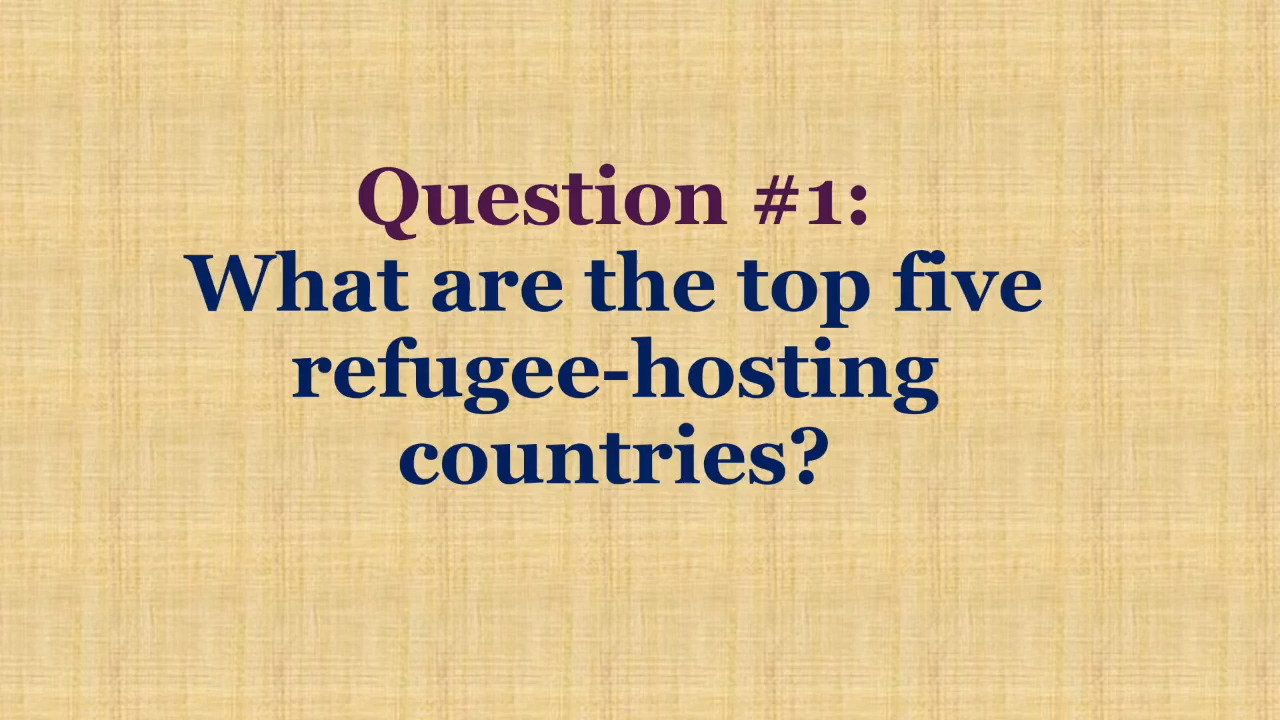 Question #1:
What are the top five
refugee-hosting
countries?